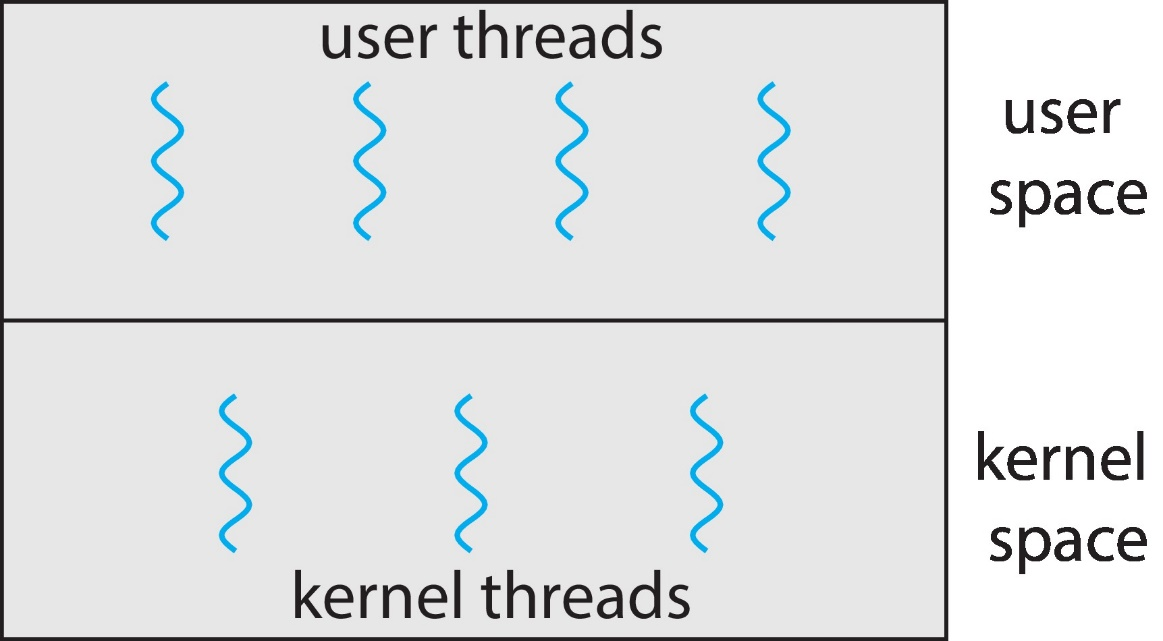 user threads
user
space
kernel
space
kernel threads